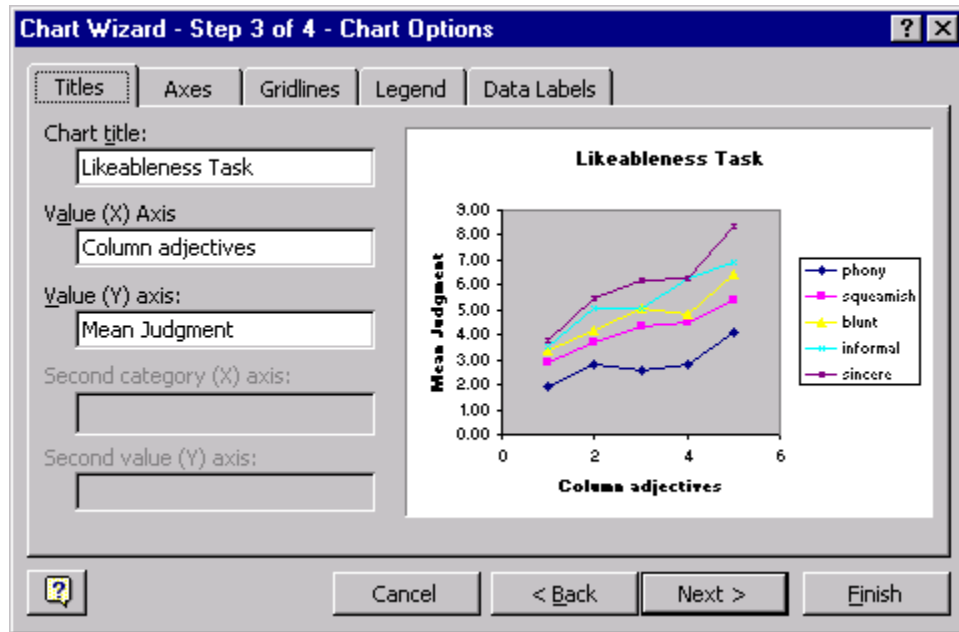 Chart Wizard - Step 3 of 4 - Chart Options
? X
Titles Axes Gridlines Legend Data Labels
Chart title:
Likeableness Task
Value (X) Axis
Column adjectives
Value (Y) axis:
Mean Judgment
Second category (X) axis:
Second value (Y) axis:
Likeableness Task
Mean Judgment
9.00
8.00
7.00
6.00
5.00
4.00
3.00
2.00
1.00
0.00
0 2 4 6
Column adjectives
phony
squeamish
blunt
informal
sincere
? Cancel < Back Next > Finish